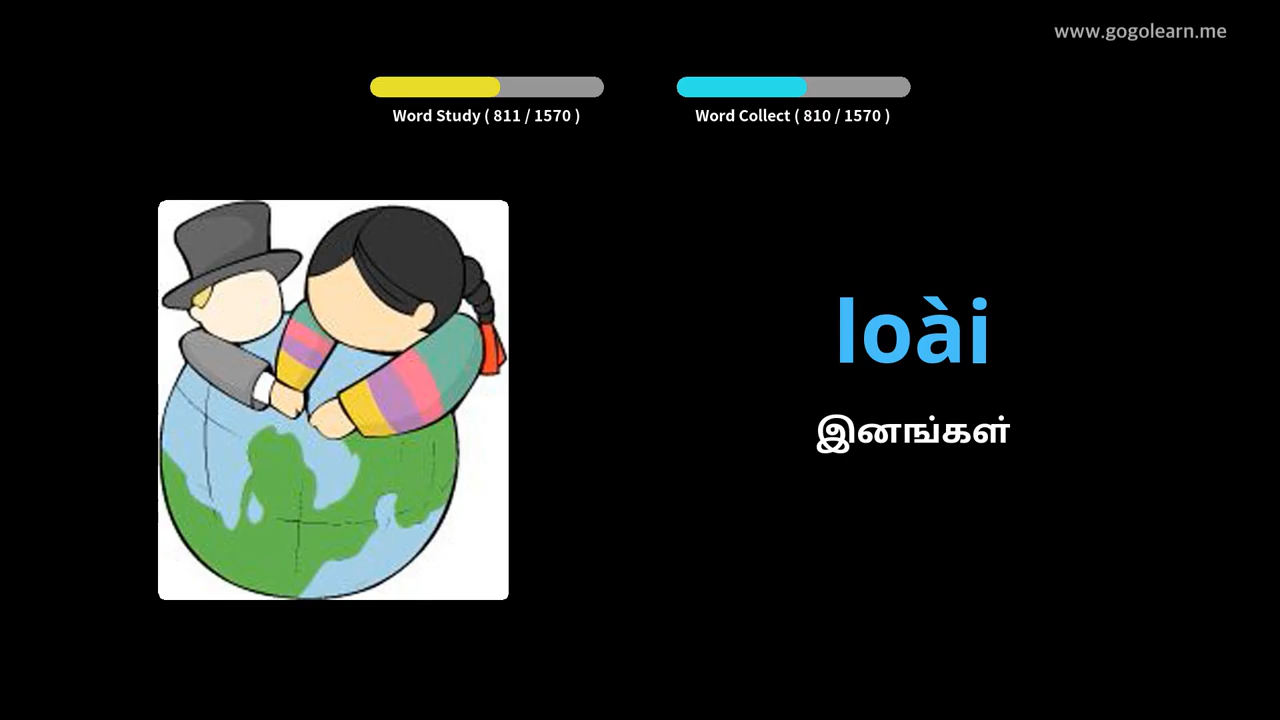 www.gogolearn.me
Word Study ( 811 / 1570 )
Word Collect ( 810 / 1570 )
loài
இனங்கள்